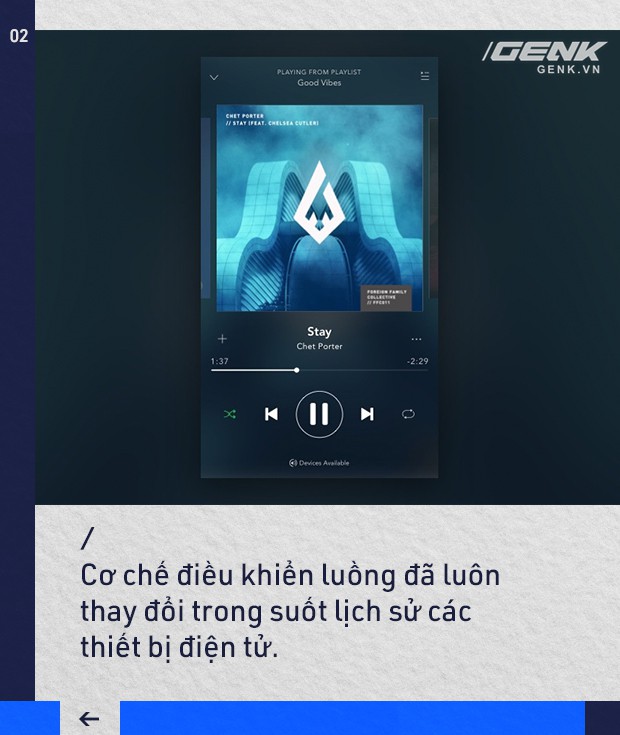 02
/GENK
GENK.VN
PLAYING FROM PLAYLIST
Good Vibes
CHET PORTER
// STAY (FEAT. CHELSEA CUTLER)
FOREIGN FAMILY
COLLECTIVE
// FFC011
Stay
Chet Porter
1:37 -2:29
Devices Available
/
Cơ chế điều khiển luồng đã luôn
thay đổi trong suốt lịch sử các
thiết bị điện tử.